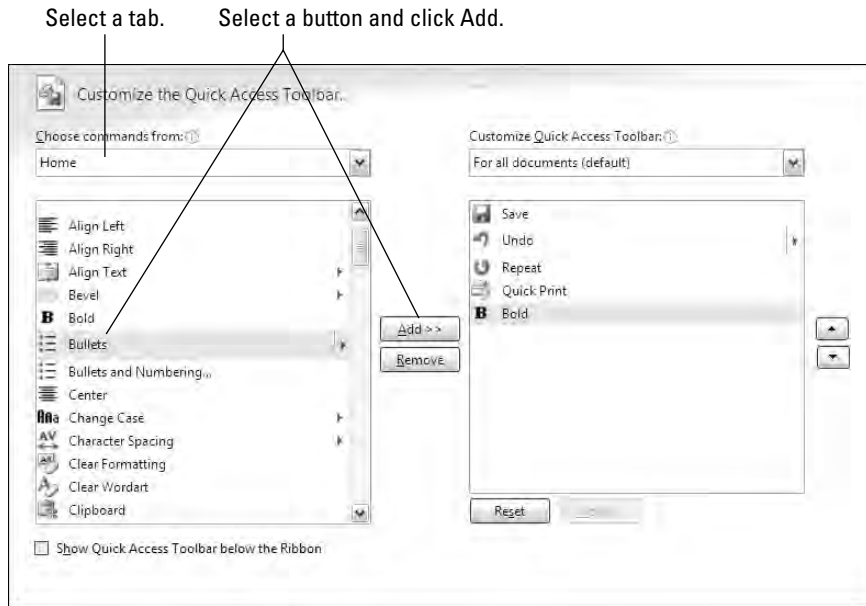 Select a tab.
Select a button and click Add.
Customize the Quick Access Toolbar.
Choose commands from:
Home
Align Left
Align Right
Align Text
Bevel
B Bold
Bullets
Bullets and Numbering...
Center
Change Case
AV Character Spacing
Clear Formatting
Clear Wordart
Clipboard
Show Quick Access Toolbar below the Ribbon
Add >>
Remove
Customize Quick Access Toolbar:
For all documents (default)
Save
Undo
Repeat
Quick Print
B Bold
Reset